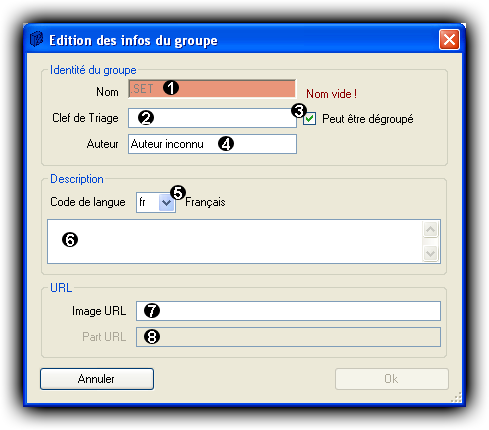 Edition des infos du groupe
Identité du groupe
Nom SET 1 Nom vide !
Clef de Triage 2 3 Peut être dégroupé
Auteur Auteur inconnu 4
Description
Code de langue fr 5 Français
6
URL
Image URL 7
Part URL 8
Annuler Ok